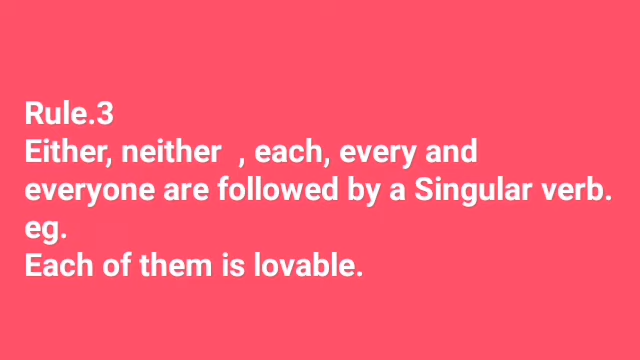 Rule.3
Either, neither  , each, every and
everyone are followed by a Singular verb.
eg.
Each of them is lovable.